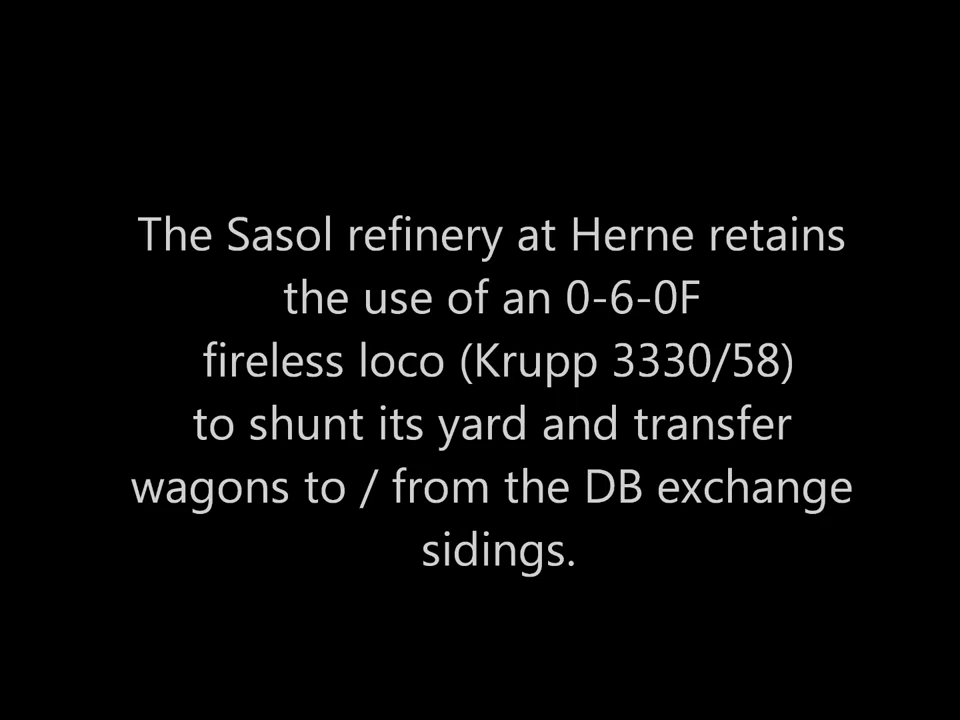 The Sasol refinery at Herne retains
the use of an 0-6-0F
fireless loco (Krupp 3330/58)
to shunt its yard and transfer
wagons to / from the DB exchange
sidings.